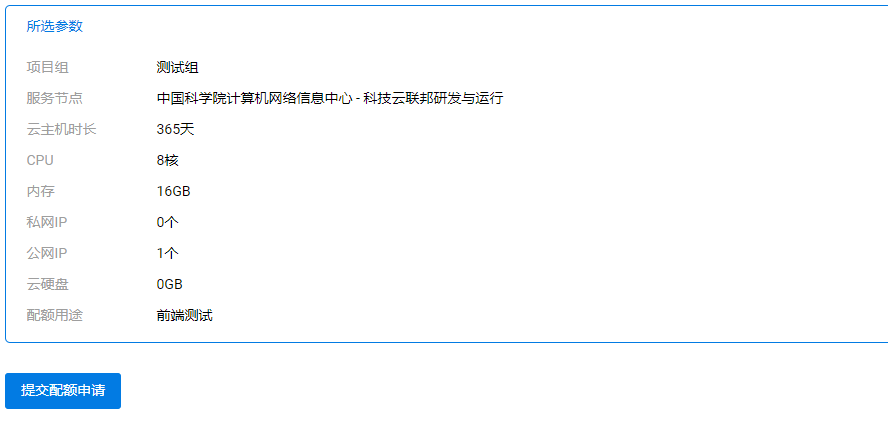 所选参数
项目组 测试组
服务节点 中国科学院计算机网络信息中心 - 科技云联邦研发与运行
云主机时长 365天
CPU 8核
内存 16GB
私网IP 0个
公网IP 1个
云硬盘 0GB
配额用途 前端测试
提交配额申请